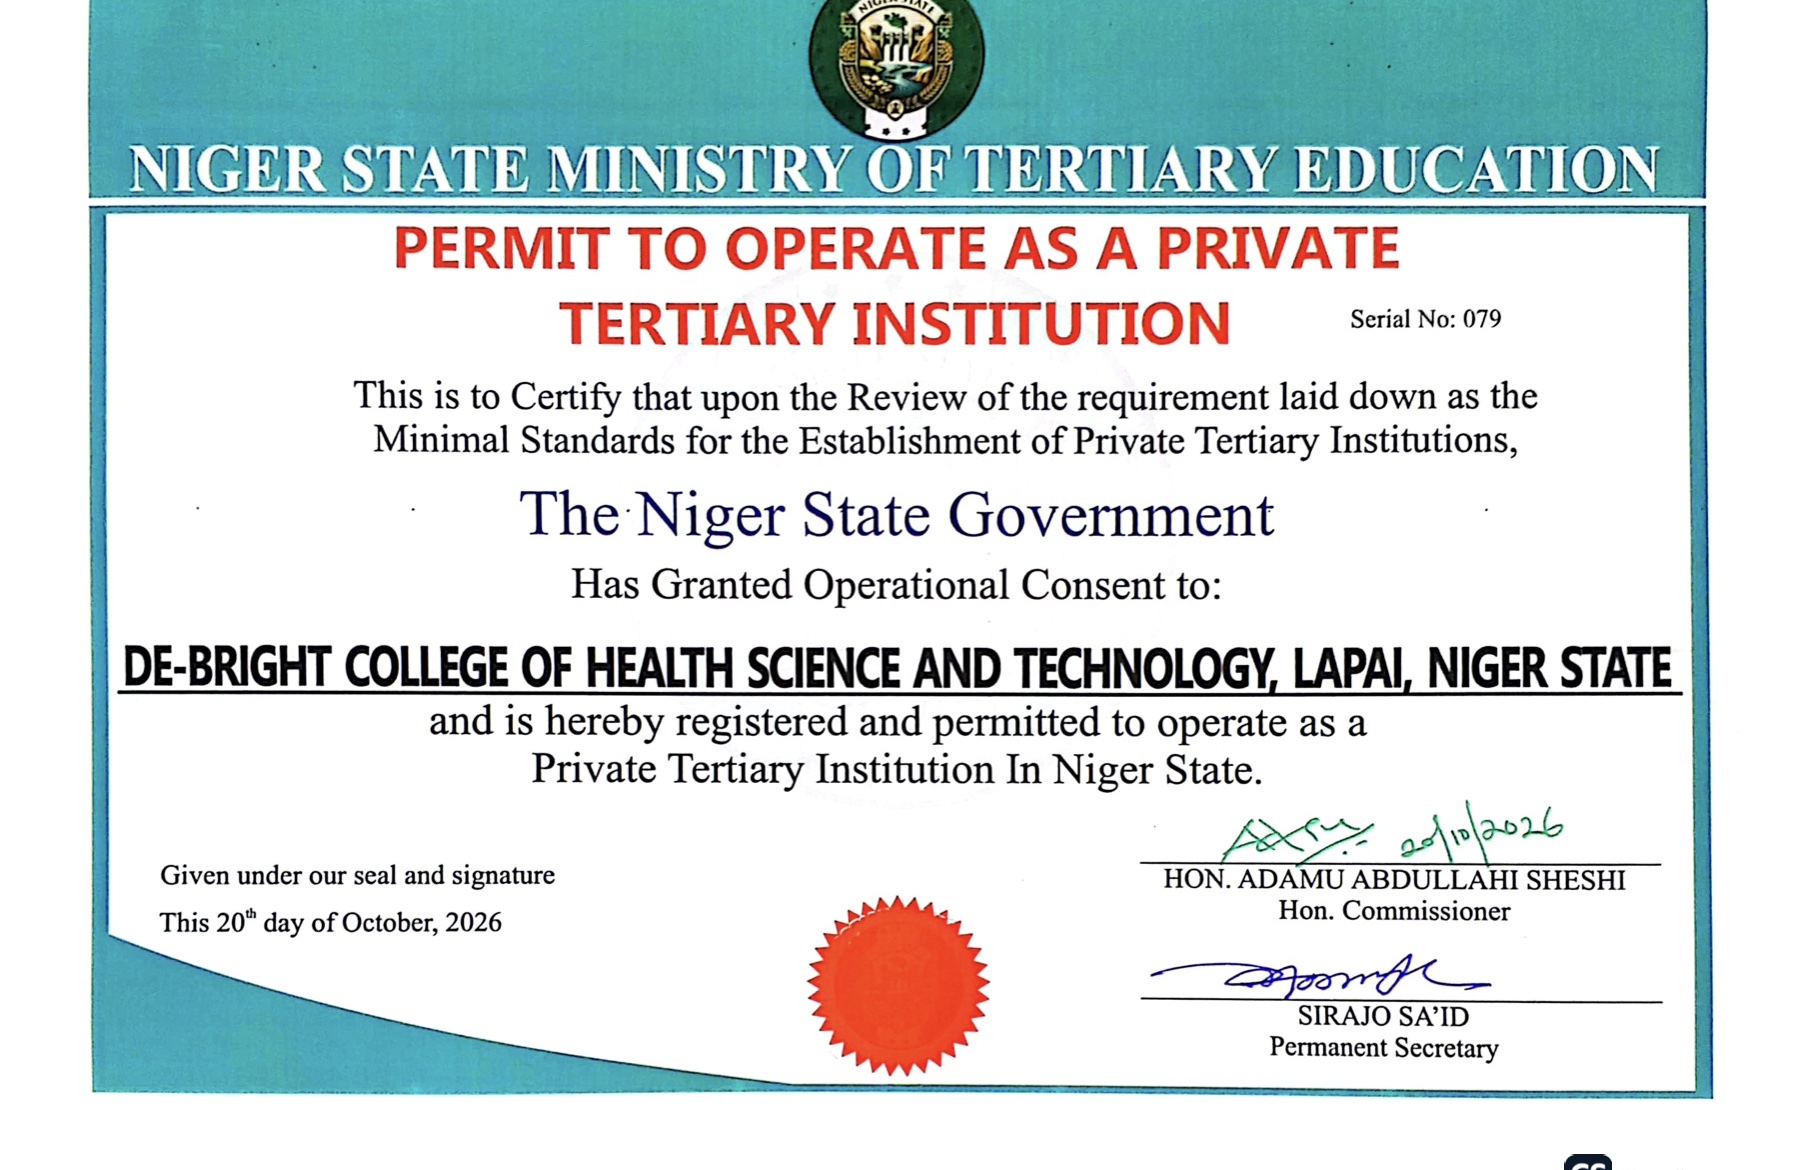 NIGER STATE
NIGER STATE MINISTRY OF TERTIARY EDUCATION
PERMIT TO OPERATE AS A PRIVATE
TERTIARY INSTITUTION
Serial No: 079
This is to Certify that upon the Review of the requirement laid down as the
Minimal Standards for the Establishment of Private Tertiary Institutions,
The Niger State Government
Has Granted Operational Consent to:
DE-BRIGHT COLLEGE OF HEALTH SCIENCE AND TECHNOLOGY, LAPAI, NIGER STATE
and is hereby registered and permitted to operate as a
Private Tertiary Institution In Niger State.
20/10/2026
HON. ADAMU ABDULLAHI SHESHI
Hon. Commissioner
Given under our seal and signature
This 20th day of October, 2026
SIRAJO SA'ID
Permanent Secretary
CS